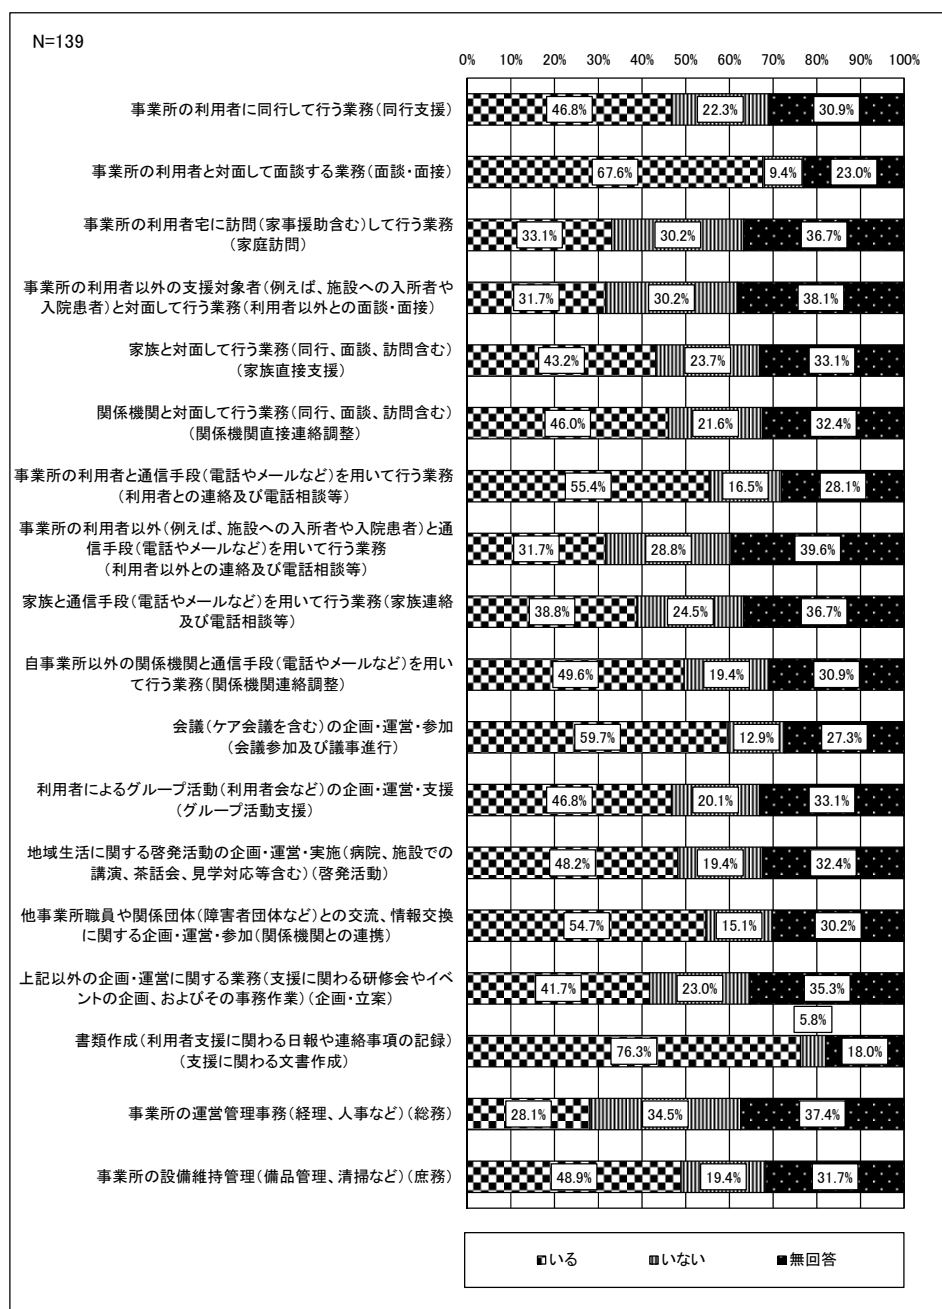 N=139
0% 10% 20% 30% 40% 50% 60% 70% 80% 90% 100%
事業所の利用者に同行して行う業務(同行支援)
46.8% 22.3% 30.9%
事業所の利用者と対面して面談する業務(面談・面接)
67.6% 9.4% 23.0%
事業所の利用者宅に訪問(家事援助含む)して行う業務
(家庭訪問)
33.1% 30.2% 36.7%
事業所の利用者以外の支援対象者(例えば、施設への入所者や
入院患者)と対面して行う業務(利用者以外との面談・面接)
31.7% 30.2% 38.1%
家族と対面して行う業務(同行、面談、訪問含む)
(家族直接支援)
43.2% 23.7% 33.1%
関係機関と対面して行う業務(同行、面談、訪問含む)
(関係機関直接連絡調整)
46.0% 21.6% 32.4%
事業所の利用者と通信手段(電話やメールなど)を用いて行う業務
(利用者との連絡及び電話相談等)
55.4% 16.5% 28.1%
事業所の利用者以外(例えば、施設への入所者や入院患者)と通
信手段(電話やメールなど)を用いて行う業務
(利用者以外との連絡及び電話相談等)
31.7% 28.8% 39.6%
家族と通信手段(電話やメールなど)を用いて行う業務(家族連絡
及び電話相談等)
38.8% 24.5% 36.7%
自事業所以外の関係機関と通信手段(電話やメールなど)を用い
て行う業務(関係機関連絡調整)
49.6% 19.4% 30.9%
会議(ケア会議を含む)の企画・運営・参加
(会議参加及び議事進行)
59.7% 12.9% 27.3%
利用者によるグループ活動(利用者会など)の企画・運営・支援
(グループ活動支援)
46.8% 20.1% 33.1%
地域生活に関する啓発活動の企画・運営・実施(病院、施設での
講演、茶話会、見学対応等含む)(啓発活動)
48.2% 19.4% 32.4%
他事業所職員や関係団体(障害者団体など)との交流、情報交換
に関する企画・運営・参加(関係機関との連携)
54.7% 15.1% 30.2%
上記以外の企画・運営に関する業務(支援に関わる研修会やイベ
ントの企画、およびその事務作業)(企画・立案)
41.7% 23.0% 35.3%
書類作成(利用者支援に関わる日報や連絡事項の記録)
(支援に関わる文書作成)
76.3% 5.8% 18.0%
事業所の運営管理事務(経理、人事など)(総務)
28.1% 34.5% 37.4%
事業所の設備維持管理(備品管理、清掃など)(庶務)
48.9% 19.4% 31.7%
いる いない 無回答